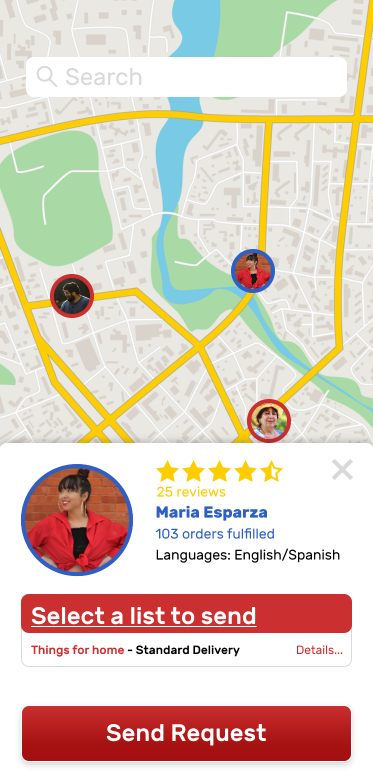 Search
25 reviews
Maria Esparza
103 orders fulfilled
Languages: English/Spanish
Select a list to send
Things for home - Standard Delivery Details...
Send Request